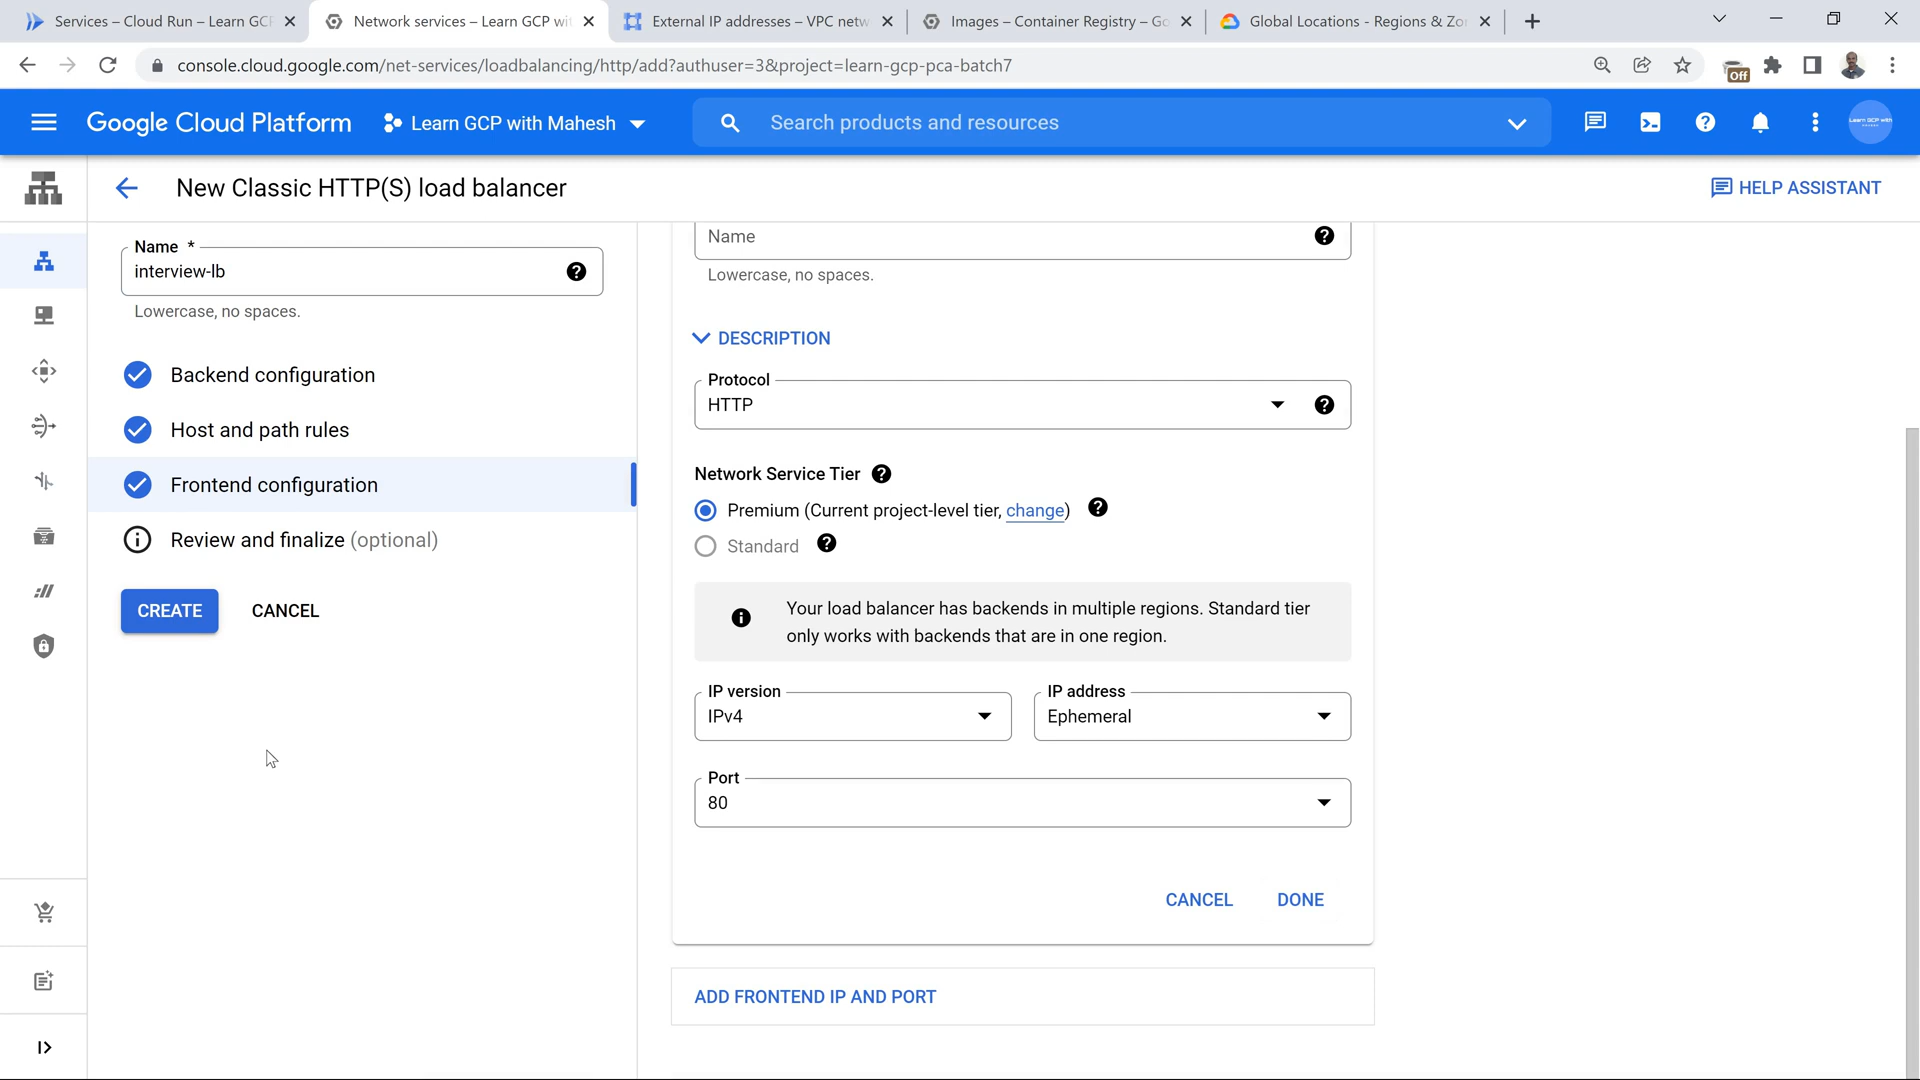 Services – Cloud Run – Learn GCP
Network services – Learn GCP wit
External IP addresses – VPC netw
Images – Container Registry – Go
Global Locations - Regions & Zo
console.cloud.google.com/net-services/loadbalancing/http/add?authuser=3&project=learn-gcp-pca-batch7
Off
Google Cloud Platform
Learn GCP with Mahesh
Search products and resources
New Classic HTTP(S) load balancer
HELP ASSISTANT
Name *
interview-lb
Lowercase, no spaces.
Backend configuration
Host and path rules
Frontend configuration
Review and finalize (optional)
CREATE
CANCEL
Name
Lowercase, no spaces.
DESCRIPTION
Protocol
HTTP
Network Service Tier
Premium (Current project-level tier, change)
Standard
Your load balancer has backends in multiple regions. Standard tier
only works with backends that are in one region.
IP version
IPv4
IP address
Ephemeral
Port
80
CANCEL
DONE
ADD FRONTEND IP AND PORT